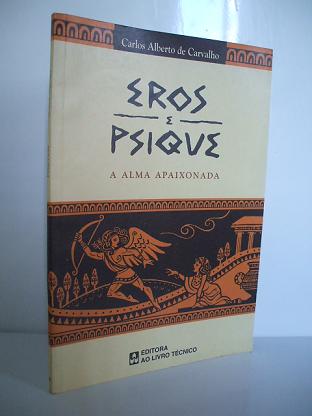 Carlos Alberto de Carvalho
EROS
E
PSIQUE
A ALMA APAIXONADA
EDITORA
AO LIVRO TÉCNICO